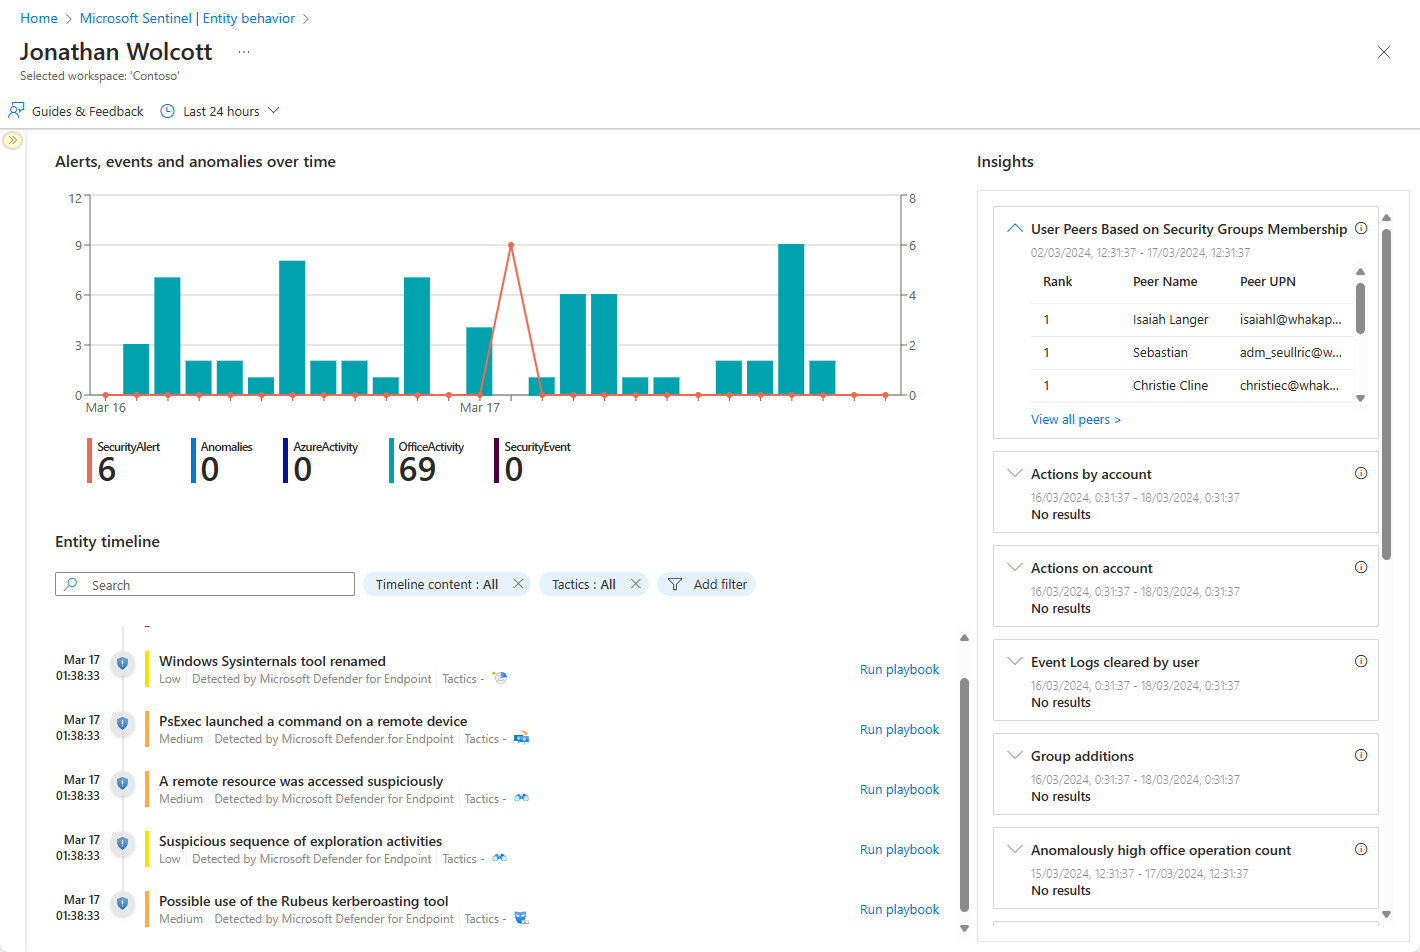 Home > Microsoft Sentinel | Entity behavior >
Jonathan Wolcott ...
Selected workspace: 'Contoso'
Guides & Feedback Last 24 hours
Alerts, events and anomalies over time
12 8
9 6
6 4
3 2
0 0
Mar 16 Mar 17
SecurityAlert Anomalies AzureActivity OfficeActivity SecurityEvent
6 0 0 69 0
Entity timeline
Search Timeline content : All Tactics : All Add filter
Mar 17 Windows Sysinternals tool renamed
01:38:33 Low Detected by Microsoft Defender for Endpoint Tactics - Run playbook
Mar 17 PsExec launched a command on a remote device
01:38:33 Medium Detected by Microsoft Defender for Endpoint Tactics - Run playbook
Mar 17 A remote resource was accessed suspiciously
01:38:33 Medium Detected by Microsoft Defender for Endpoint Tactics - Run playbook
Mar 17 Suspicious sequence of exploration activities
01:38:33 Low Detected by Microsoft Defender for Endpoint Tactics - Run playbook
Mar 17 Possible use of the Rubeus kerberoasting tool
01:38:33 Medium Detected by Microsoft Defender for Endpoint Tactics - Run playbook
Insights
User Peers Based on Security Groups Membership
02/03/2024, 12:31:37 - 17/03/2024, 12:31:37
Rank Peer Name Peer UPN
1 Isaiah Langer isaiahl@whakap...
1 Sebastian adm_seullric@w...
1 Christie Cline christiec@whak...
View all peers >
Actions by account
16/03/2024, 0:31:37 - 18/03/2024, 0:31:37
No results
Actions on account
16/03/2024, 0:31:37 - 18/03/2024, 0:31:37
No results
Event Logs cleared by user
16/03/2024, 0:31:37 - 18/03/2024, 0:31:37
No results
Group additions
16/03/2024, 0:31:37 - 18/03/2024, 0:31:37
No results
Anomalously high office operation count
15/03/2024, 12:31:37 - 17/03/2024, 12:31:37
No results